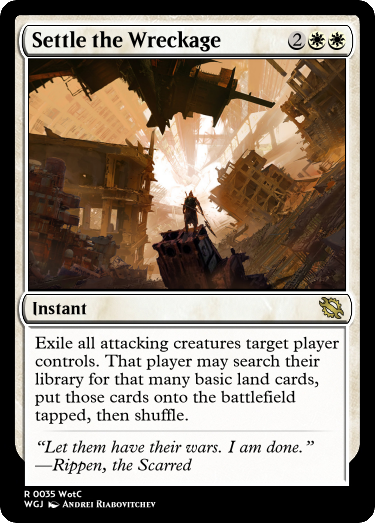 Settle the Wreckage 2
Instant
Exile all attacking creatures target player
controls. That player may search their
library for that many basic land cards,
put those cards onto the battlefield
tapped, then shuffle.
“Let them have their wars. I am done.”
—Rippen, the Scarred
R 0035 WotC
WGJ Andrei Riabovitchev